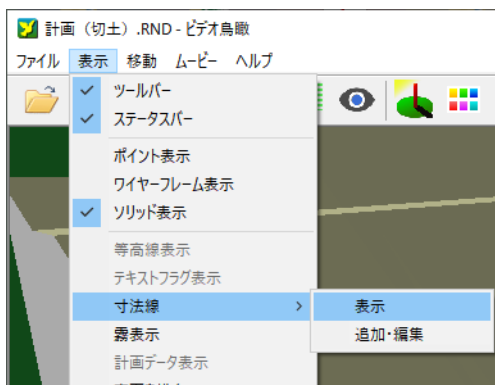 計画（切土）.RND - ビデオ鳥瞰
ファイル 表示 移動 ムービー ヘルプ
ツールバー
ステータスバー
ポイント表示
ワイヤーフレーム表示
ソリッド表示
等高線表示
テキストフラグ表示
寸法線 > 表示
霧表示 追加・編集
計画データ表示